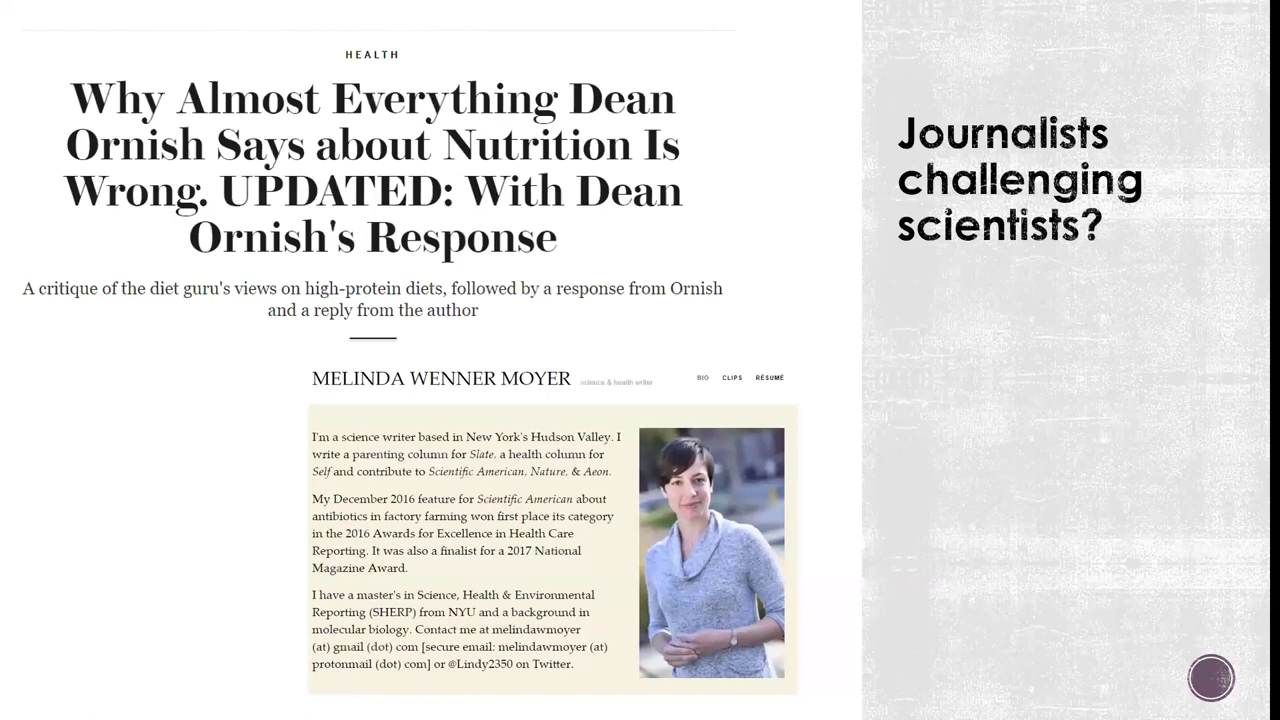 HEALTH
Why Almost Everything Dean
Ornish Says about Nutrition Is
Wrong. UPDATED: With Dean
Ornish's Response
A critique of the diet guru's views on high-protein diets, followed by a response from Ornish
and a reply from the author
MELINDA WENNER MOYER science & health writer BIO CLIPS RÉSUMÉ
I'm a science writer based in New York's Hudson Valley. I
write a parenting column for Slate, a health column for
Self and contribute to Scientific American, Nature, & Aeon.
My December 2016 feature for Scientific American about
antibiotics in factory farming won first place its category
in the 2016 Awards for Excellence in Health Care
Reporting. It was also a finalist for a 2017 National
Magazine Award.
I have a master's in Science, Health & Environmental
Reporting (SHERP) from NYU and a background in
molecular biology. Contact me at melindawmoyer
(at) gmail (dot) com [secure email: melindawmoyer (at)
protonmail (dot) com] or @Lindy2350 on Twitter.
Journalists
challenging
scientists?